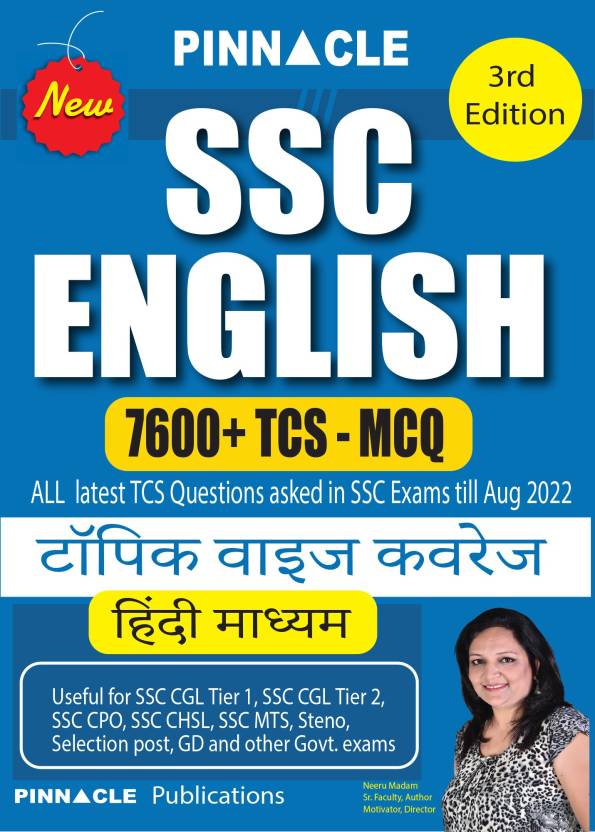 PINNACLE
New
3rd
Edition
SSC
ENGLISH
7600+ TCS - MCQ
ALL latest TCS Questions asked in SSC Exams till Aug 2022
टॉपिक वाइज कवरेज
हिंदी माध्यम
Useful for SSC CGL Tier 1, SSC CGL Tier 2,
SSC CPO, SSC CHSL, SSC MTS, Steno,
Selection post, GD and other Govt. exams
Neeru Madam
Sr. Faculty, Author
Motivator, Director
PINNACLE Publications